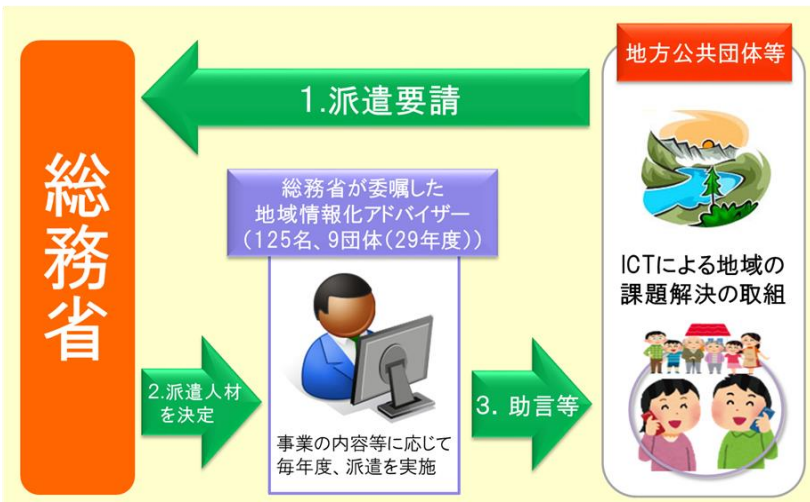 総務省
地方公共団体等
1.派遣要請
総務省が委嘱した
地域情報化アドバイザー
（125名、9団体（29年度））
ICTによる地域の
課題解決の取組
2.派遣人材
を決定
3．助言等
事業の内容等に応じて
毎年度、派遣を実施